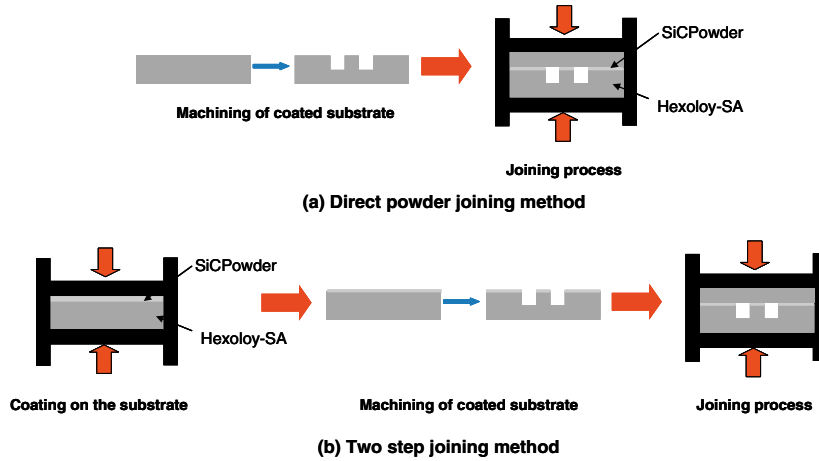 SiCPowder
Hexoloy-SA
Machining of coated substrate
Joining process
(a) Direct powder joining method
SiCPowder
Hexoloy-SA
Coating on the substrate
Machining of coated substrate
Joining process
(b) Two step joining method